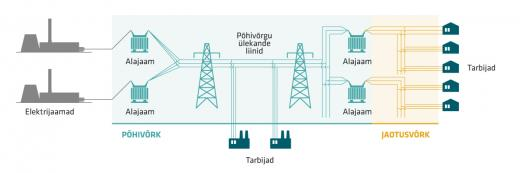 Põhivõrgu
ülekande
liinid
Alajaam
Alajaam
Tarbijad
Alajaam
Alajaam
Elektrijaamad
PÕHIVÕRK
JAOTUSVÕRK
Tarbijad